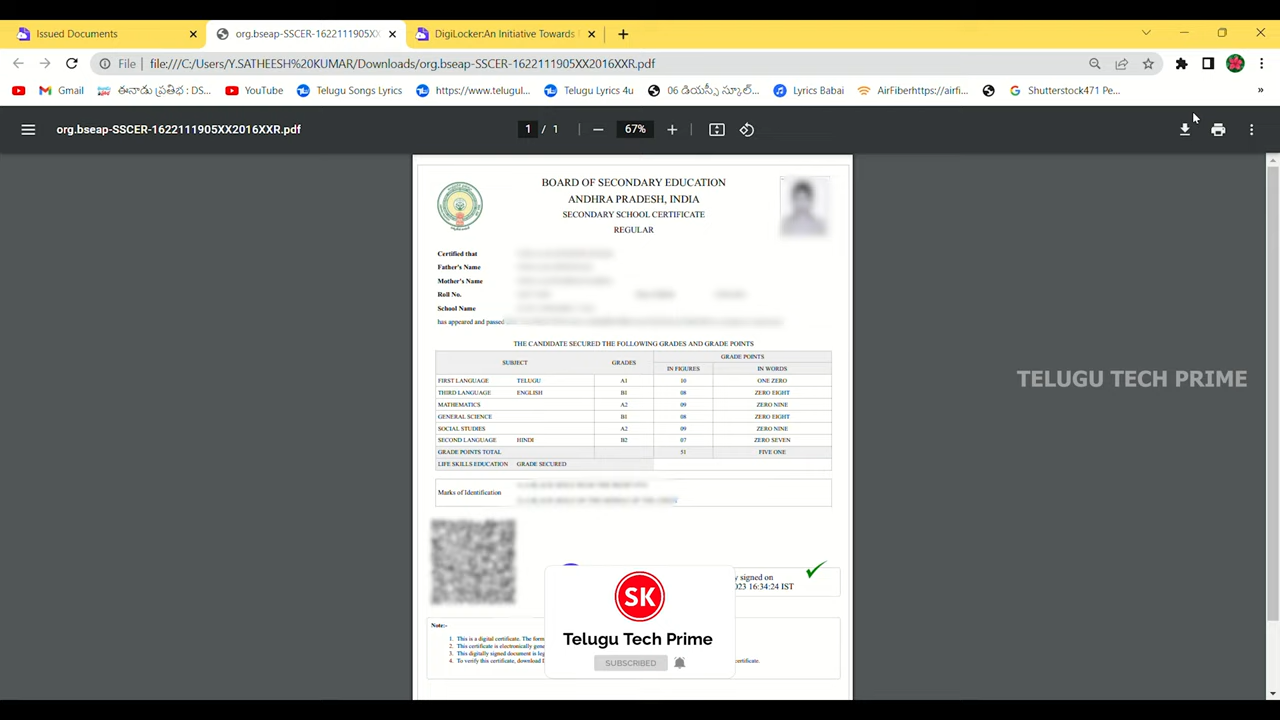 Issued Documents
org.bseap-SSCER-1622111905XX
DigiLocker:An Initiative Towards
File
file:///C:/Users/Y.SATHEESH%20KUMAR/Downloads/org.bseap-SSCER-1622111905XX2016XXR.pdf
Gmail
ఈనాడు ప్రతిభ : DS...
YouTube
Telugu Songs Lyrics
https://www.telugul...
Telugu Lyrics 4u
06 డీయస్సీ స్కూల్...
Lyrics Babai
AirFiberhttps://airfi...
Shutterstock471 Pe...
»
org.bseap-SSCER-1622111905XX2016XXR.pdf
1 / 1
67%
BOARD OF SECONDARY EDUCATION
ANDHRA PRADESH, INDIA
SECONDARY SCHOOL CERTIFICATE
REGULAR
Certified that
Father's Name
Mother's Name
Roll No.
School Name
has appeared and passed
THE CANDIDATE SECURED THE FOLLOWING GRADES AND GRADE POINTS
SUBJECT GRADES GRADE POINTS
IN FIGURES IN WORDS
FIRST LANGUAGE TELUGU A1 10 ONE ZERO
THIRD LANGUAGE ENGLISH B1 08 ZERO EIGHT
MATHEMATICS A2 09 ZERO NINE
GENERAL SCIENCE B1 08 ZERO EIGHT
SOCIAL STUDIES A2 09 ZERO NINE
SECOND LANGUAGE HINDI B2 07 ZERO SEVEN
GRADE POINTS TOTAL 51 FIVE ONE
LIFE SKILLS EDUCATION GRADE SECURED
Marks of Identification
TELUGU TECH PRIME
y signed on
023 16:34:24 IST
SK
Telugu Tech Prime
SUBSCRIBED
Note:-
1. This is a digital certificate. The form
2. This certificate is electronically gene
3. This digitally signed document is leg
4. To verify this certificate, download D
certificate.